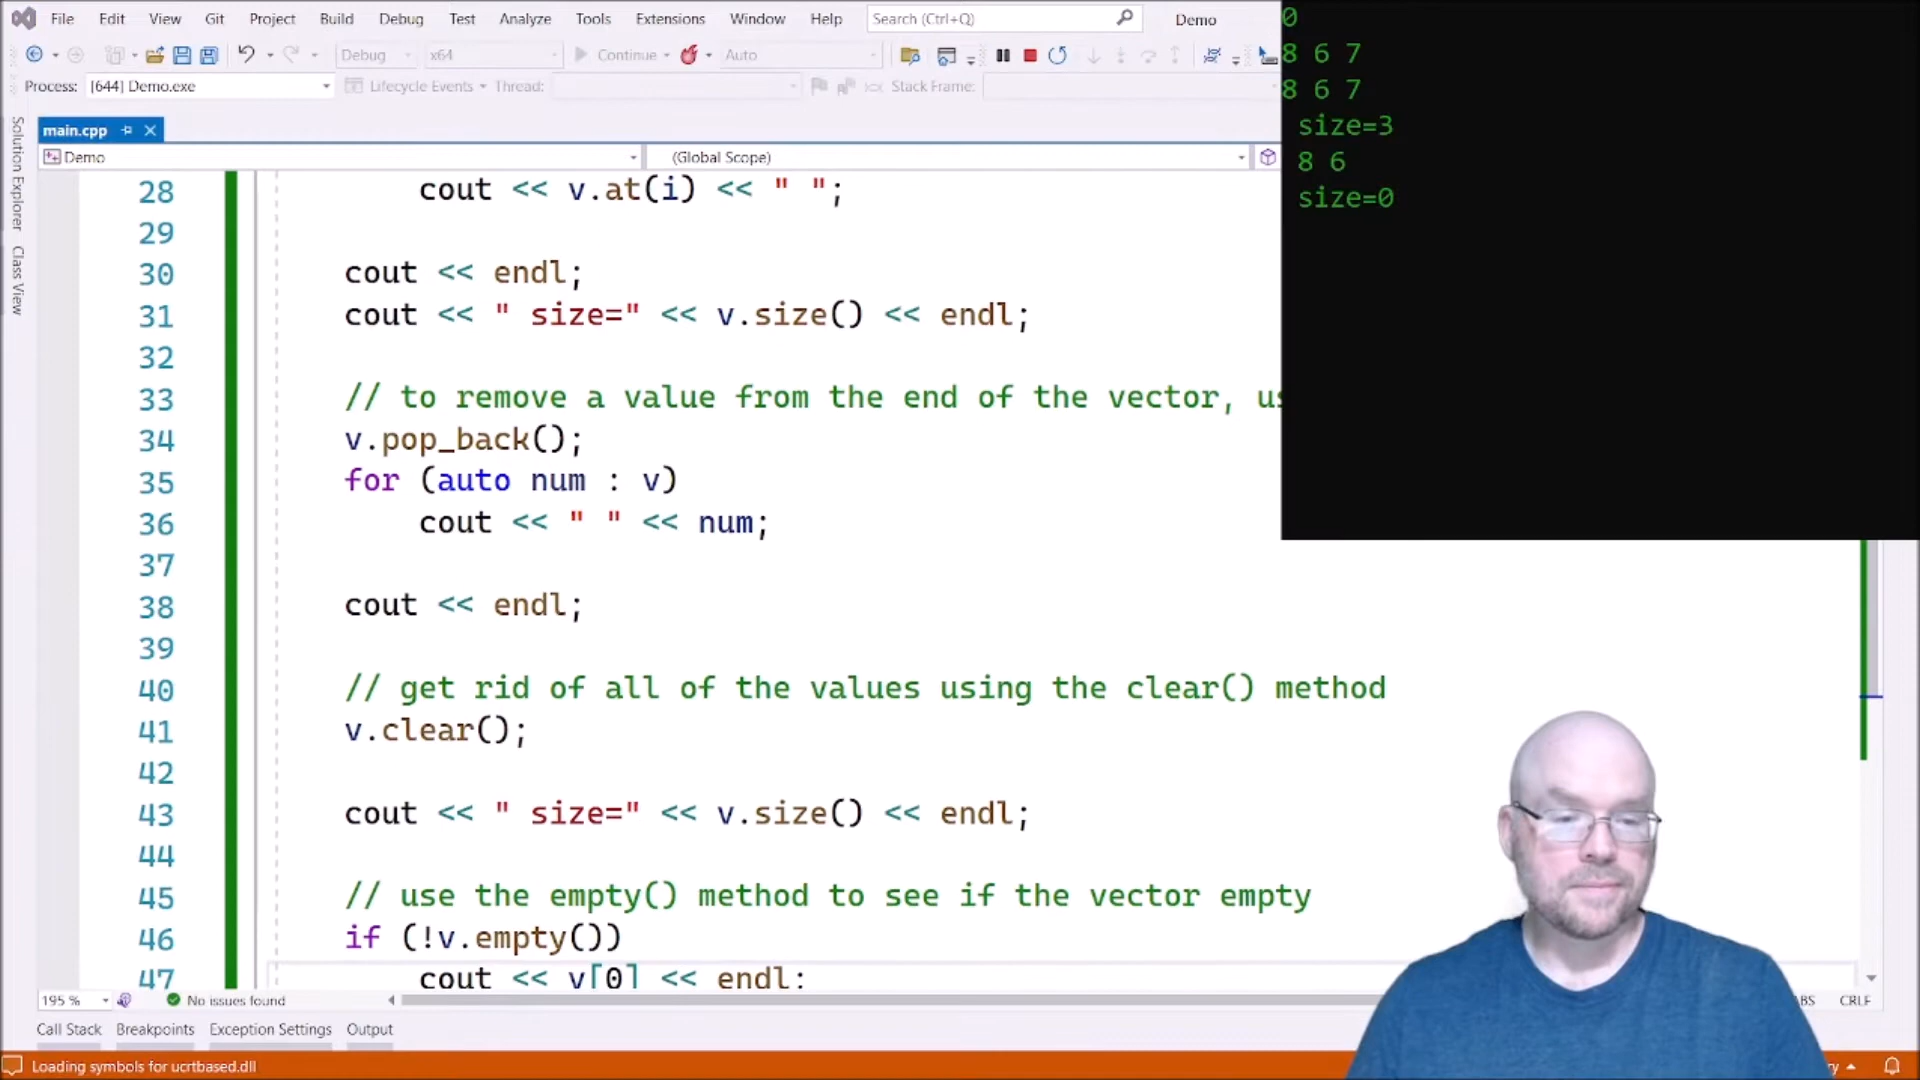 File Edit View Git Project Build Debug Test Analyze Tools Extensions Window Help Search (Ctrl+Q) Demo
Debug x64 Continue Auto
Process: [644] Demo.exe Lifecycle Events Thread: Stack Frame:
Solution Explorer
Class View
main.cpp
Demo (Global Scope)
28 cout << v.at(i) << " ";
29
30 cout << endl;
31 cout << " size=" << v.size() << endl;
32
33 // to remove a value from the end of the vector, us
34 v.pop_back();
35 for (auto num : v)
36 cout << " " << num;
37
38 cout << endl;
39
40 // get rid of all of the values using the clear() method
41 v.clear();
42
43 cout << " size=" << v.size() << endl;
44
45 // use the empty() method to see if the vector empty
46 if (!v.empty())
47 cout << v[0] << endl;
0
8 6 7
8 6 7
size=3
8 6
size=0
195 % No issues found CRLF
Call Stack Breakpoints Exception Settings Output
Loading symbols for ucrtbased.dll